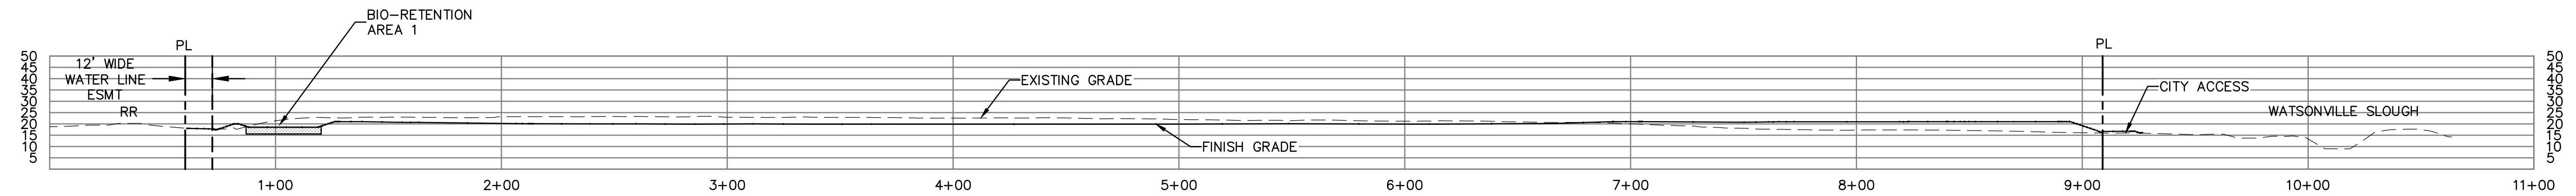 BIO-RETENTION
AREA 1
PL
PL
50
45
40
35
30
25
20
15
10
5
12' WIDE
WATER LINE
ESMT
RR
EXISTING GRADE
FINISH GRADE
CITY ACCESS
WATSONVILLE SLOUGH
50
45
40
35
30
25
20
15
10
5
1+00
2+00
3+00
4+00
5+00
6+00
7+00
8+00
9+00
10+00
11+00